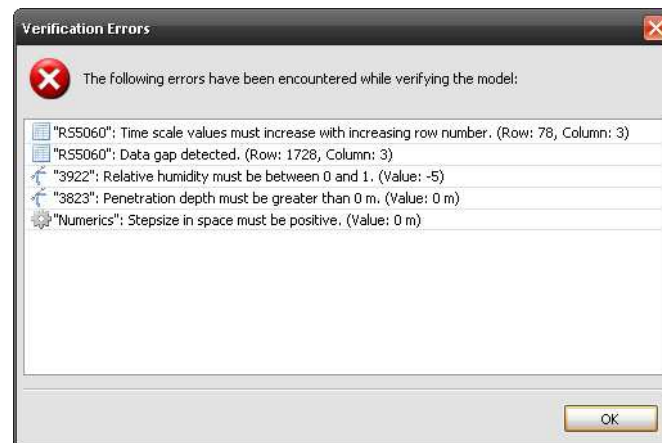 Verification Errors
The following errors have been encountered while verifying the model:
"RS5060": Time scale values must increase with increasing row number. (Row: 78, Column: 3)
"RS5060": Data gap detected. (Row: 1728, Column: 3)
"3922": Relative humidity must be between 0 and 1. (Value: -5)
"3823": Penetration depth must be greater than 0 m. (Value: 0 m)
"Numerics": Stepsize in space must be positive. (Value: 0 m)
OK